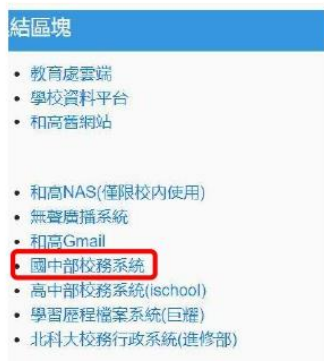 結區塊
• 教育處雲端
• 學校資料平台
• 和高舊網站
• 和高NAS(僅限校內使用)
• 無聲廣播系統
• 和高Gmail
• 國中部校務系統
• 高中部校務系統(ischool)
• 學習歷程檔案系統(巨耀)
• 北科大校務行政系統(進修部)